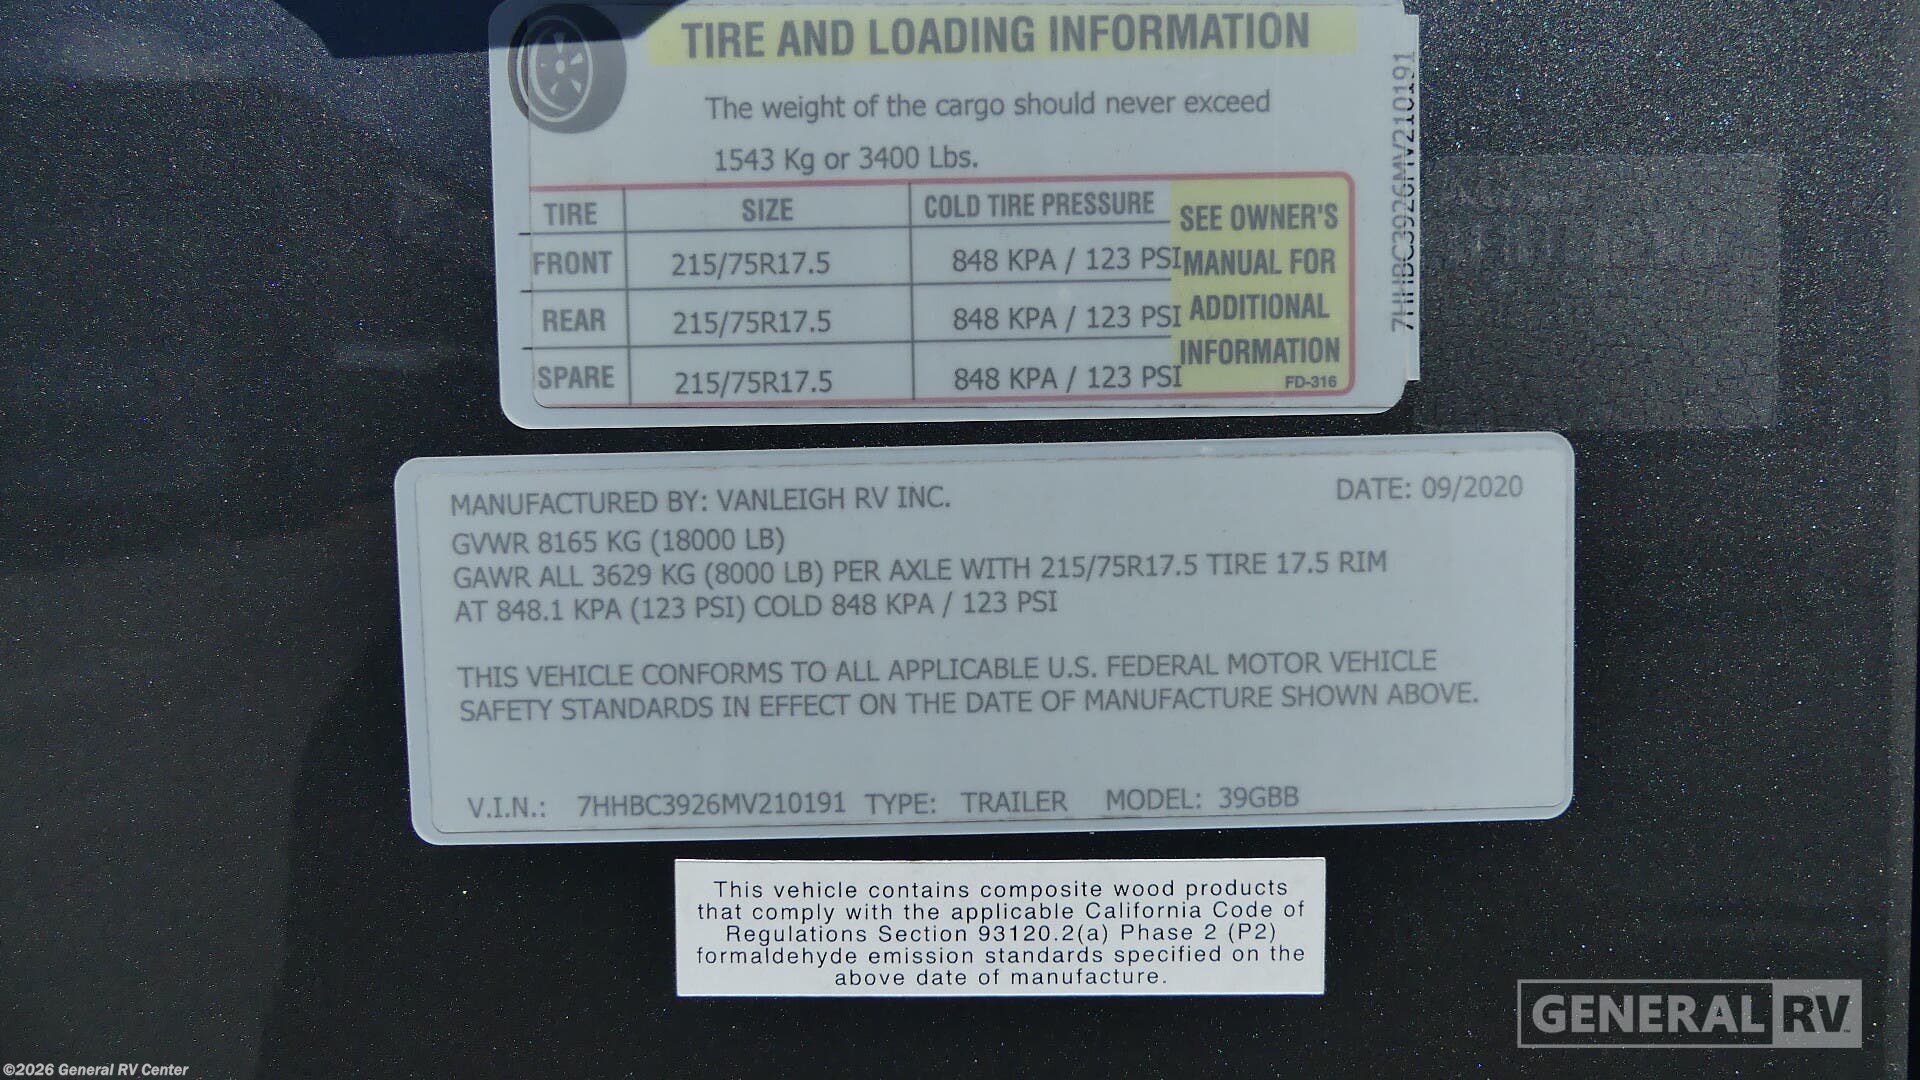 TIRE AND LOADING INFORMATION
The weight of the cargo should never exceed
1543 Kg or 3400 Lbs.
TIRE SIZE COLD TIRE PRESSURE
FRONT 215/75R17.5 848 KPA / 123 PSI
REAR 215/75R17.5 848 KPA / 123 PSI
SPARE 215/75R17.5 848 KPA / 123 PSI
SEE OWNER'S
MANUAL FOR
ADDITIONAL
INFORMATION
FD-316
7HHBC3926MV210191
MANUFACTURED BY: VANLEIGH RV INC. DATE: 09/2020
GVWR 8165 KG (18000 LB)
GAWR ALL 3629 KG (8000 LB) PER AXLE WITH 215/75R17.5 TIRE 17.5 RIM
AT 848.1 KPA (123 PSI) COLD 848 KPA / 123 PSI
THIS VEHICLE CONFORMS TO ALL APPLICABLE U.S. FEDERAL MOTOR VEHICLE
SAFETY STANDARDS IN EFFECT ON THE DATE OF MANUFACTURE SHOWN ABOVE.
V.I.N.: 7HHBC3926MV210191 TYPE: TRAILER MODEL: 39GBB
This vehicle contains composite wood products
that comply with the applicable California Code of
Regulations Section 93120.2(a) Phase 2 (P2)
formaldehyde emission standards specified on the
above date of manufacture.
GENERAL RV
©2026 General RV Center